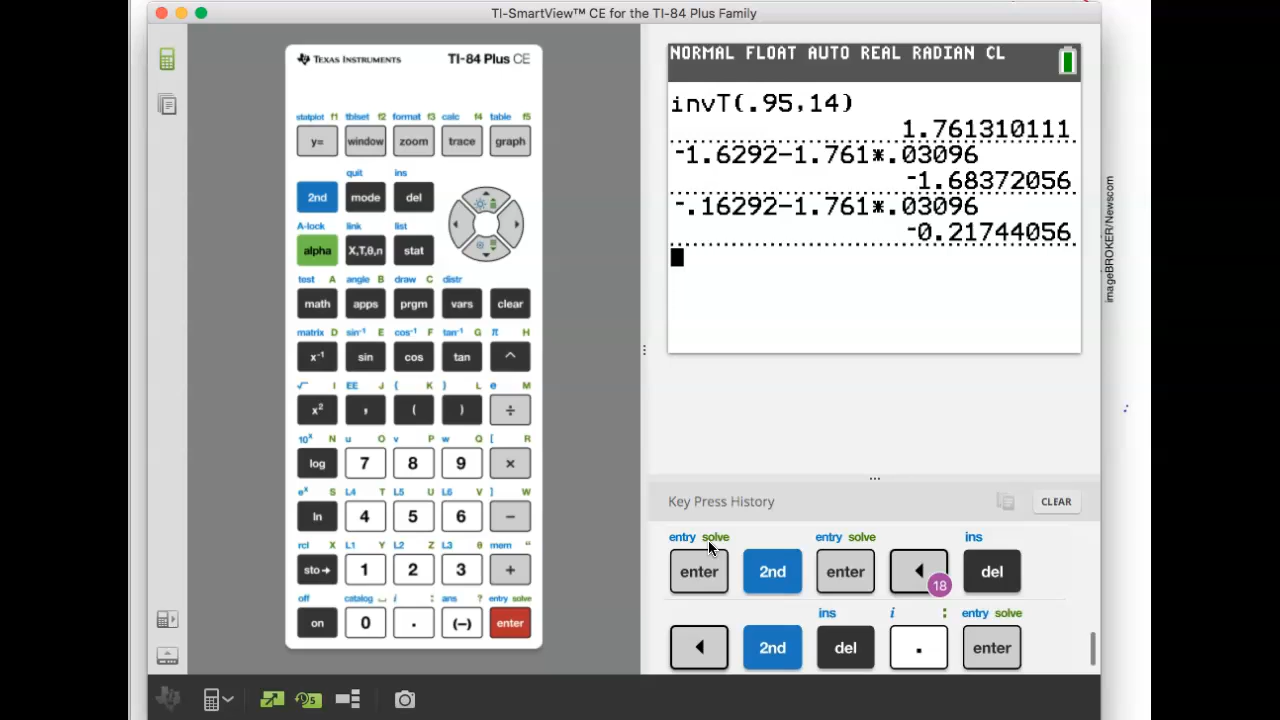 TI-SmartView™ CE for the TI-84 Plus Family
TEXAS INSTRUMENTS TI-84 Plus CE
statplot f1 tblset f2 format f3 calc f4 table f5
y= window zoom trace graph
quit ins
2nd mode del
A-lock link list
alpha X,T,θ,n stat
test A angle B draw C distr
math apps prgm vars clear
matrix D sin⁻¹ E cos⁻¹ F tan⁻¹ G π H
x⁻¹ sin cos tan ^
√ I EE J { K } L e M
x² , ( ) ÷
10ˣ N u O v P w Q [ R
log 7 8 9 ×
eˣ S L4 T L5 U L6 V ] W
ln 4 5 6 −
rcl X L1 Y L2 Z L3 θ mem "
sto→ 1 2 3 +
off catalog ⎵ i : ans ? entry solve
on 0 . (−) enter
NORMAL FLOAT AUTO REAL RADIAN CL
invT(.95,14)
1.761310111
-1.6292-1.761*.03096
-1.68372056
-.16292-1.761*.03096
-0.21744056
imageBROKER/Newscom
Key Press History CLEAR
entry solve entry solve ins
enter 2nd enter 18 del
ins i : entry solve
2nd del . enter
5